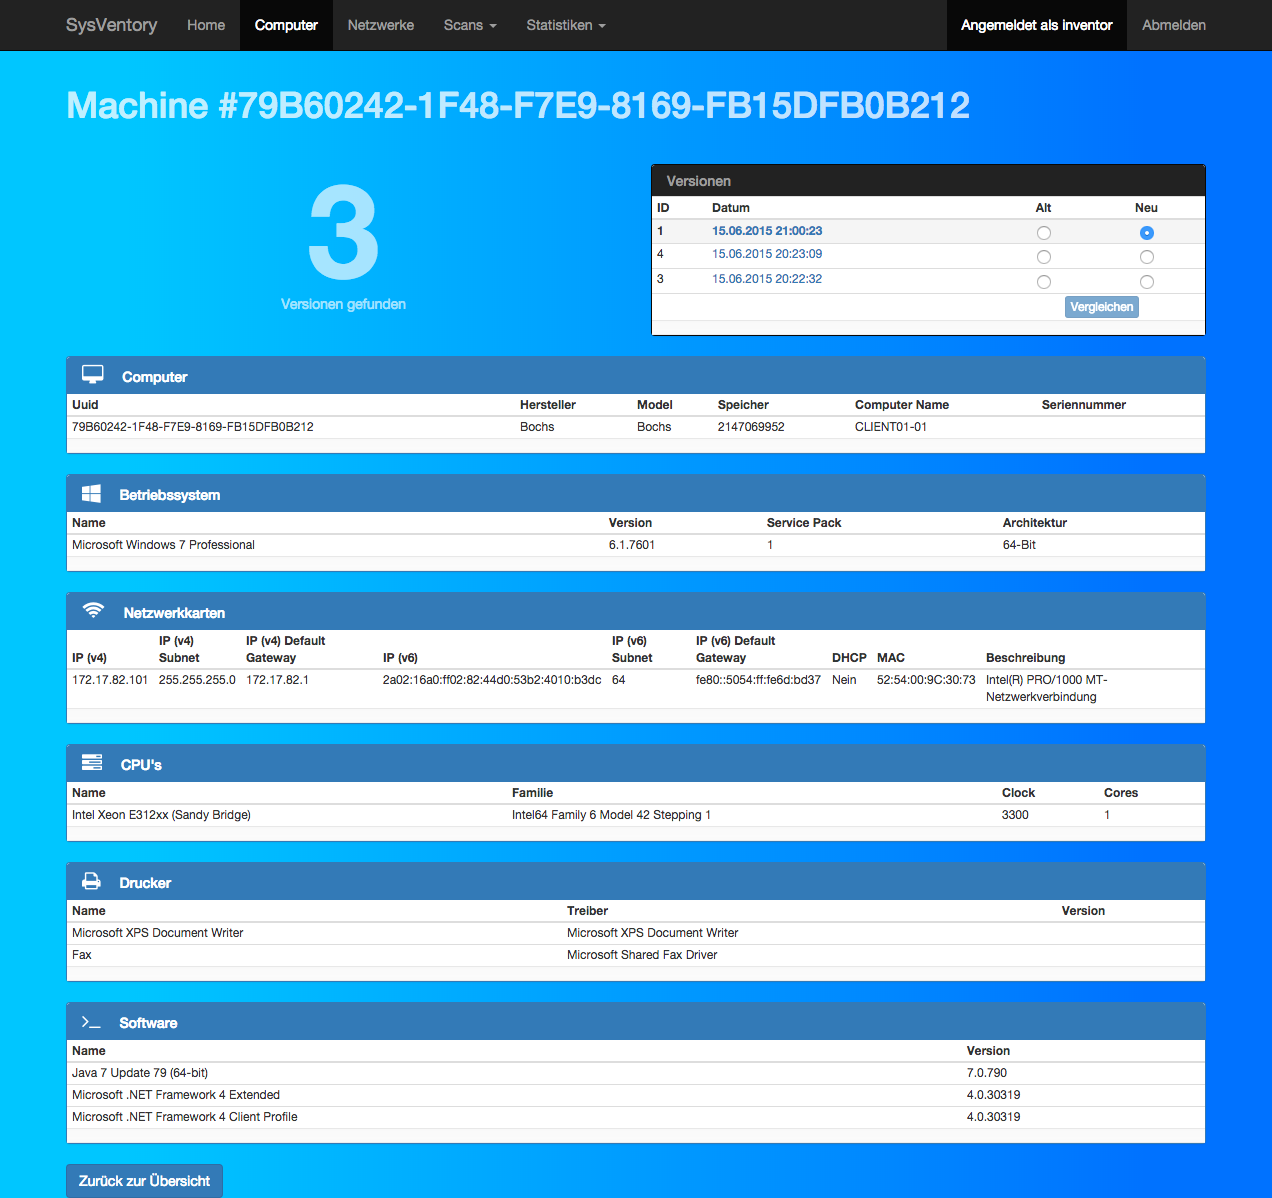 SysVentory Home Computer Netzwerke Scans Statistiken Angemeldet als inventor Abmelden
Machine #79B60242-1F48-F7E9-8169-FB15DFB0B212
3
Versionen gefunden
Versionen
ID Datum Alt Neu
1 15.06.2015 21:00:23
4 15.06.2015 20:23:09
3 15.06.2015 20:22:32
Vergleichen
Computer
Uuid Hersteller Model Speicher Computer Name Seriennummer
79B60242-1F48-F7E9-8169-FB15DFB0B212 Bochs Bochs 2147069952 CLIENT01-01
Betriebssystem
Name Version Service Pack Architektur
Microsoft Windows 7 Professional 6.1.7601 1 64-Bit
Netzwerkkarten
IP (v4) IP (v4) Default IP (v6) IP (v6) Default
IP (v4) Subnet Gateway IP (v6) Subnet Gateway DHCP MAC Beschreibung
172.17.82.101 255.255.255.0 172.17.82.1 2a02:16a0:ff02:82:44d0:53b2:4010:b3dc 64 fe80::5054:ff:fe6d:bd37 Nein 52:54:00:9C:30:73 Intel(R) PRO/1000 MT-
Netzwerkverbindung
CPU's
Name Familie Clock Cores
Intel Xeon E312xx (Sandy Bridge) Intel64 Family 6 Model 42 Stepping 1 3300 1
Drucker
Name Treiber Version
Microsoft XPS Document Writer Microsoft XPS Document Writer
Fax Microsoft Shared Fax Driver
Software
Name Version
Java 7 Update 79 (64-bit) 7.0.790
Microsoft .NET Framework 4 Extended 4.0.30319
Microsoft .NET Framework 4 Client Profile 4.0.30319
Zurück zur Übersicht